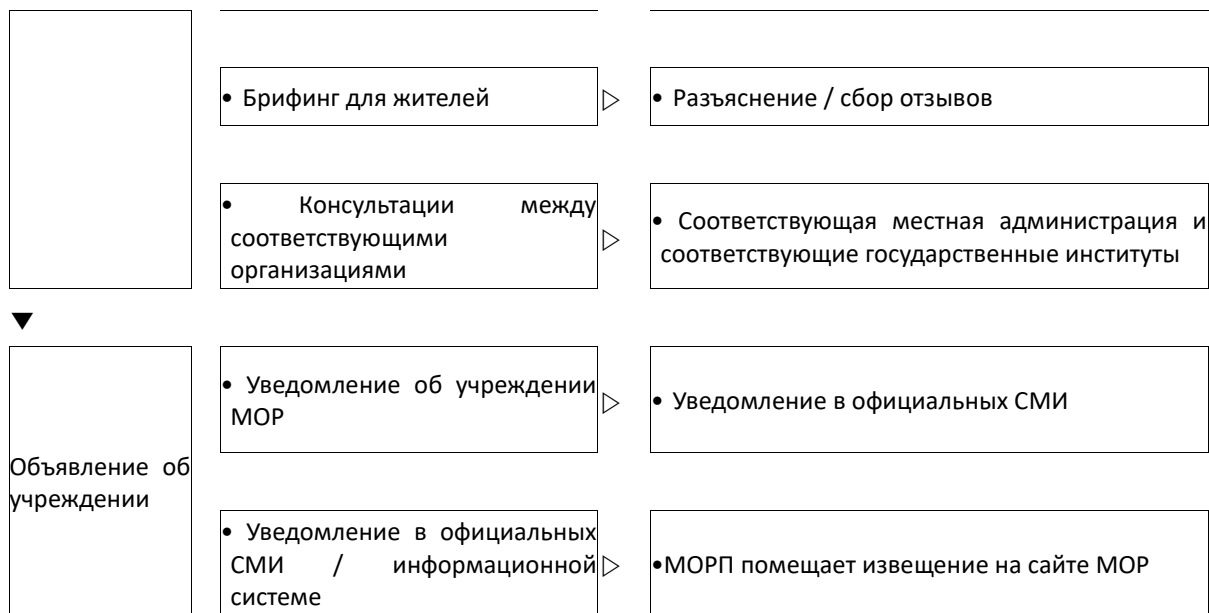 • Брифинг для жителей ▷ • Разъяснение / сбор отзывов
• Консультации между
соответствующими
организациями
▷
• Соответствующая местная администрация и
соответствующие государственные институты
▼
Объявление об
учреждении
• Уведомление об учреждении
МОР
▷
• Уведомление в официальных СМИ
• Уведомление в официальных
СМИ / информационной
системе
▷
•МОРП помещает извещение на сайте МОР